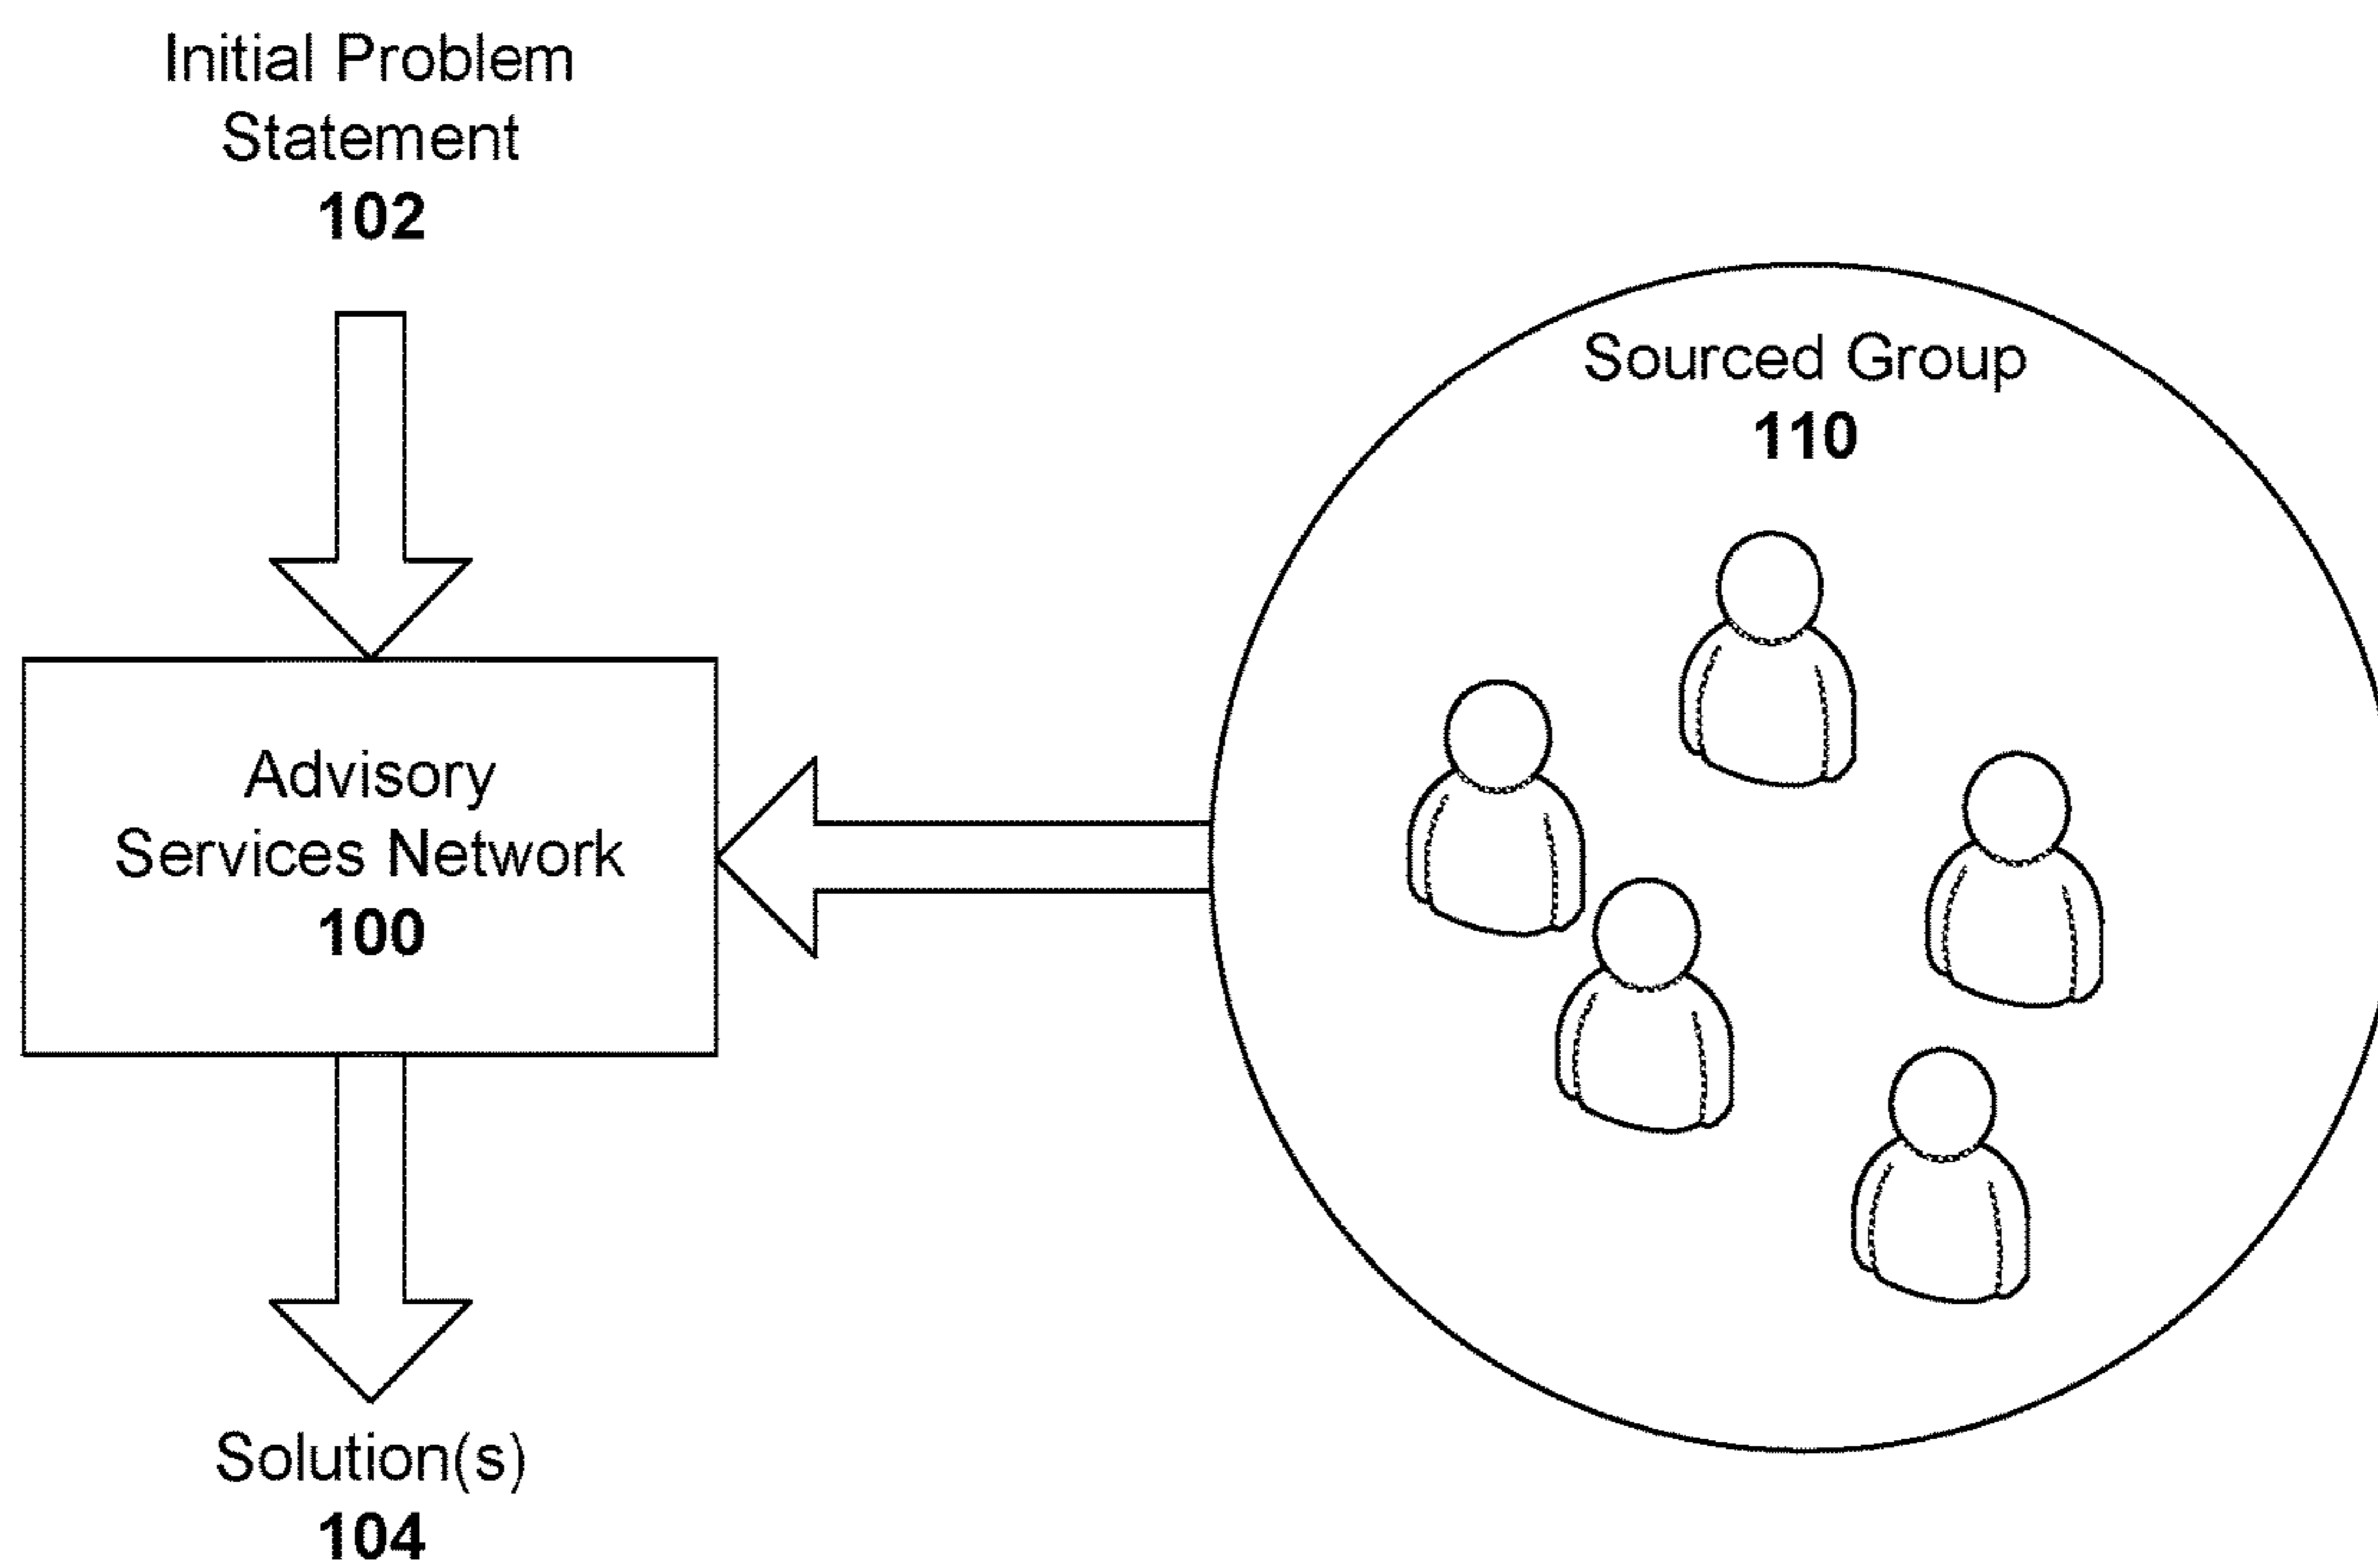 Initial Problem
Statement
102
Sourced Group
110
Advisory
Services Network
100
Solution(s)
104